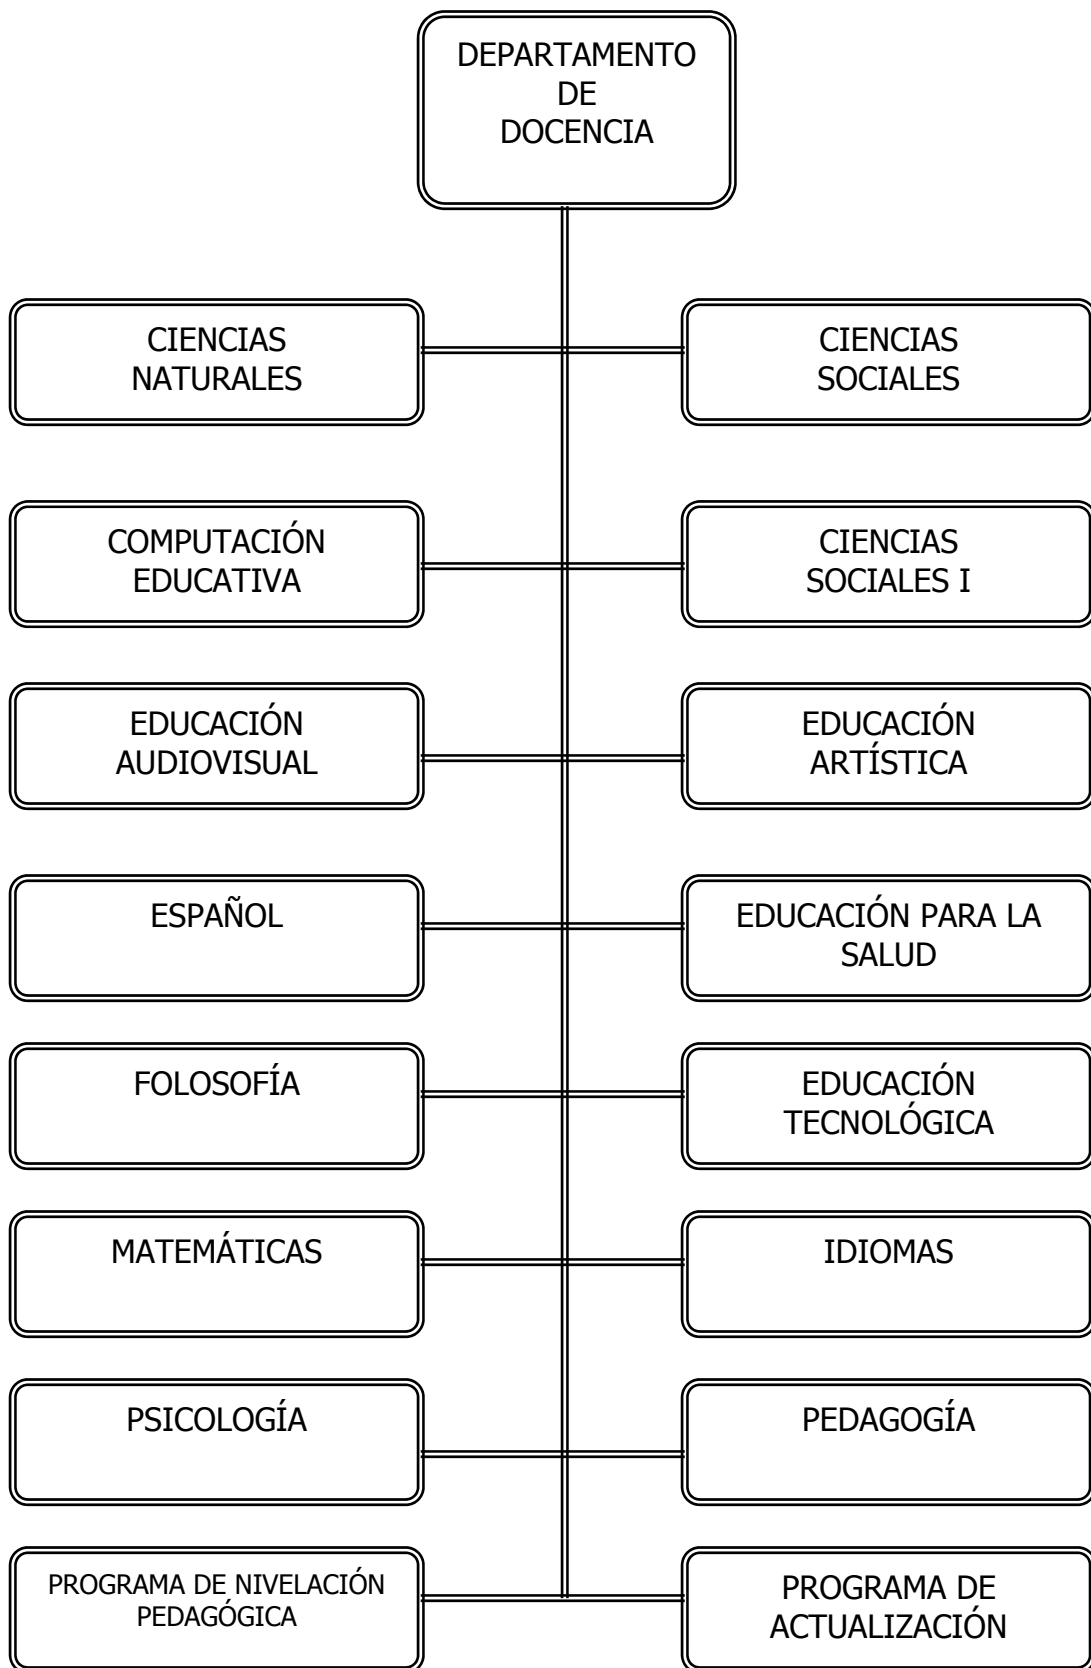 DEPARTAMENTO
DE
DOCENCIA
CIENCIAS
NATURALES
CIENCIAS
SOCIALES
COMPUTACIÓN
EDUCATIVA
CIENCIAS
SOCIALES I
EDUCACIÓN
AUDIOVISUAL
EDUCACIÓN
ARTÍSTICA
ESPAÑOL
EDUCACIÓN PARA LA
SALUD
FOLOSOFÍA
EDUCACIÓN
TECNOLÓGICA
MATEMÁTICAS
IDIOMAS
PSICOLOGÍA
PEDAGOGÍA
PROGRAMA DE NIVELACIÓN
PEDAGÓGICA
PROGRAMA DE
ACTUALIZACIÓN